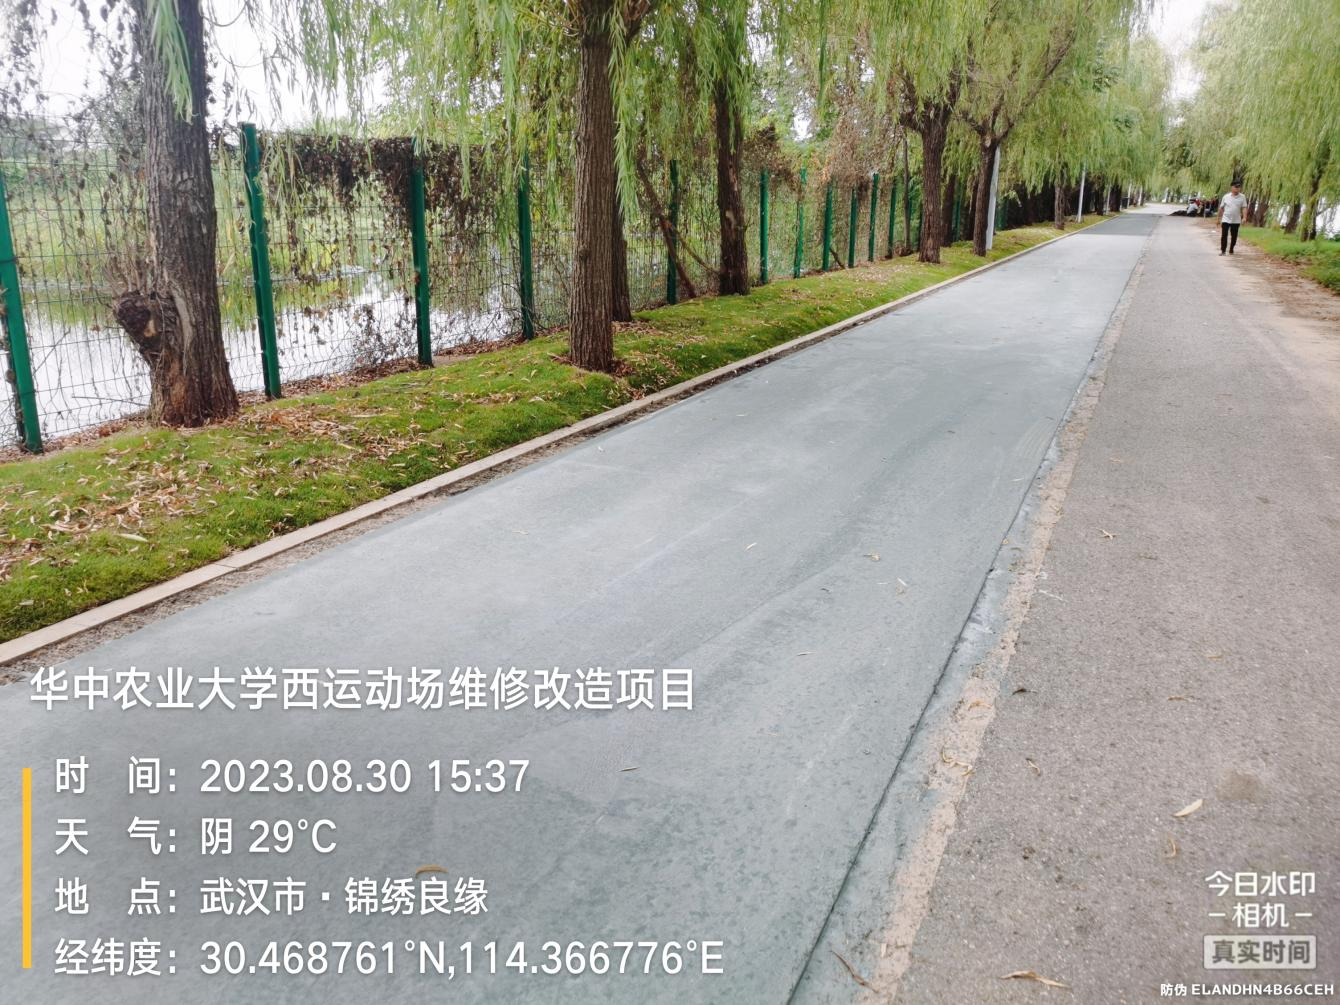 华中农业大学西运动场维修改造项目
时 间：2023.08.30 15:37
天 气：阴 29°C
地 点：武汉市·锦绣良缘
经纬度：30.468761°N,114.366776°E
今日水印
－相机－
真实时间
防伪 ELANDHN4B66CEH